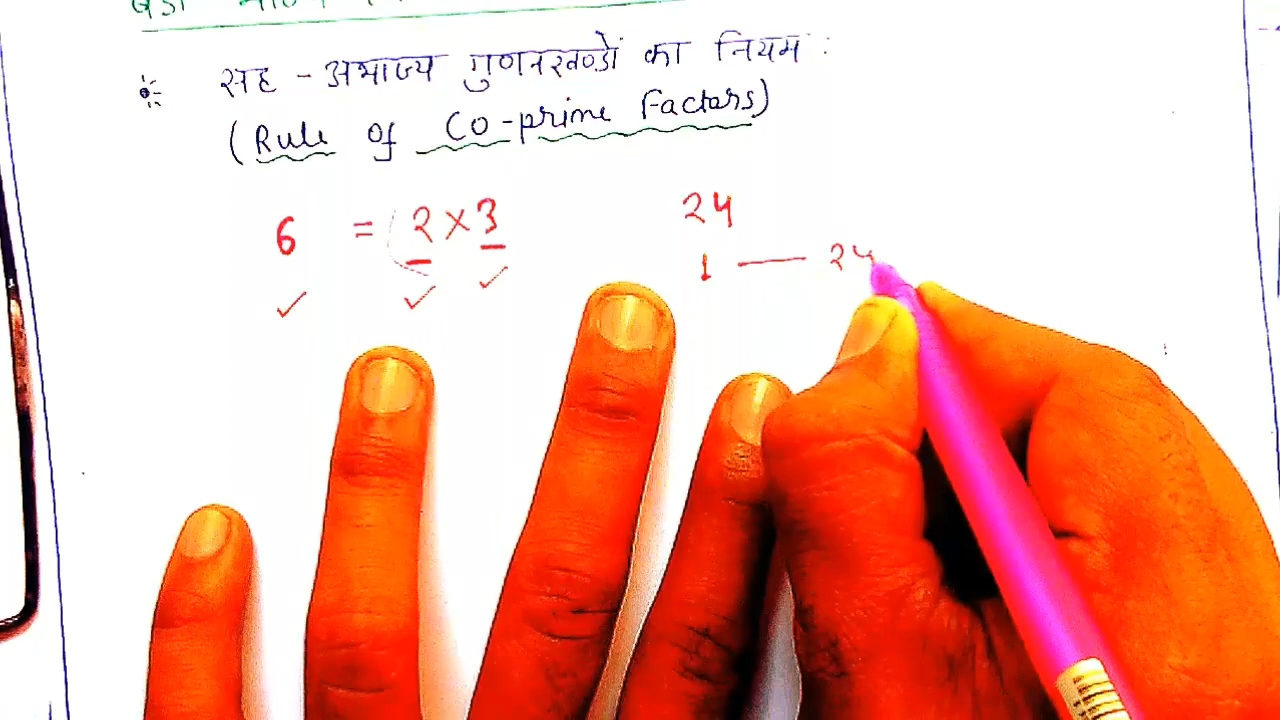 सह - अभाज्य गुणनखण्डों का नियम :
(Rule of Co-prime Factors)
6 = 2 × 3
24
1 — 24